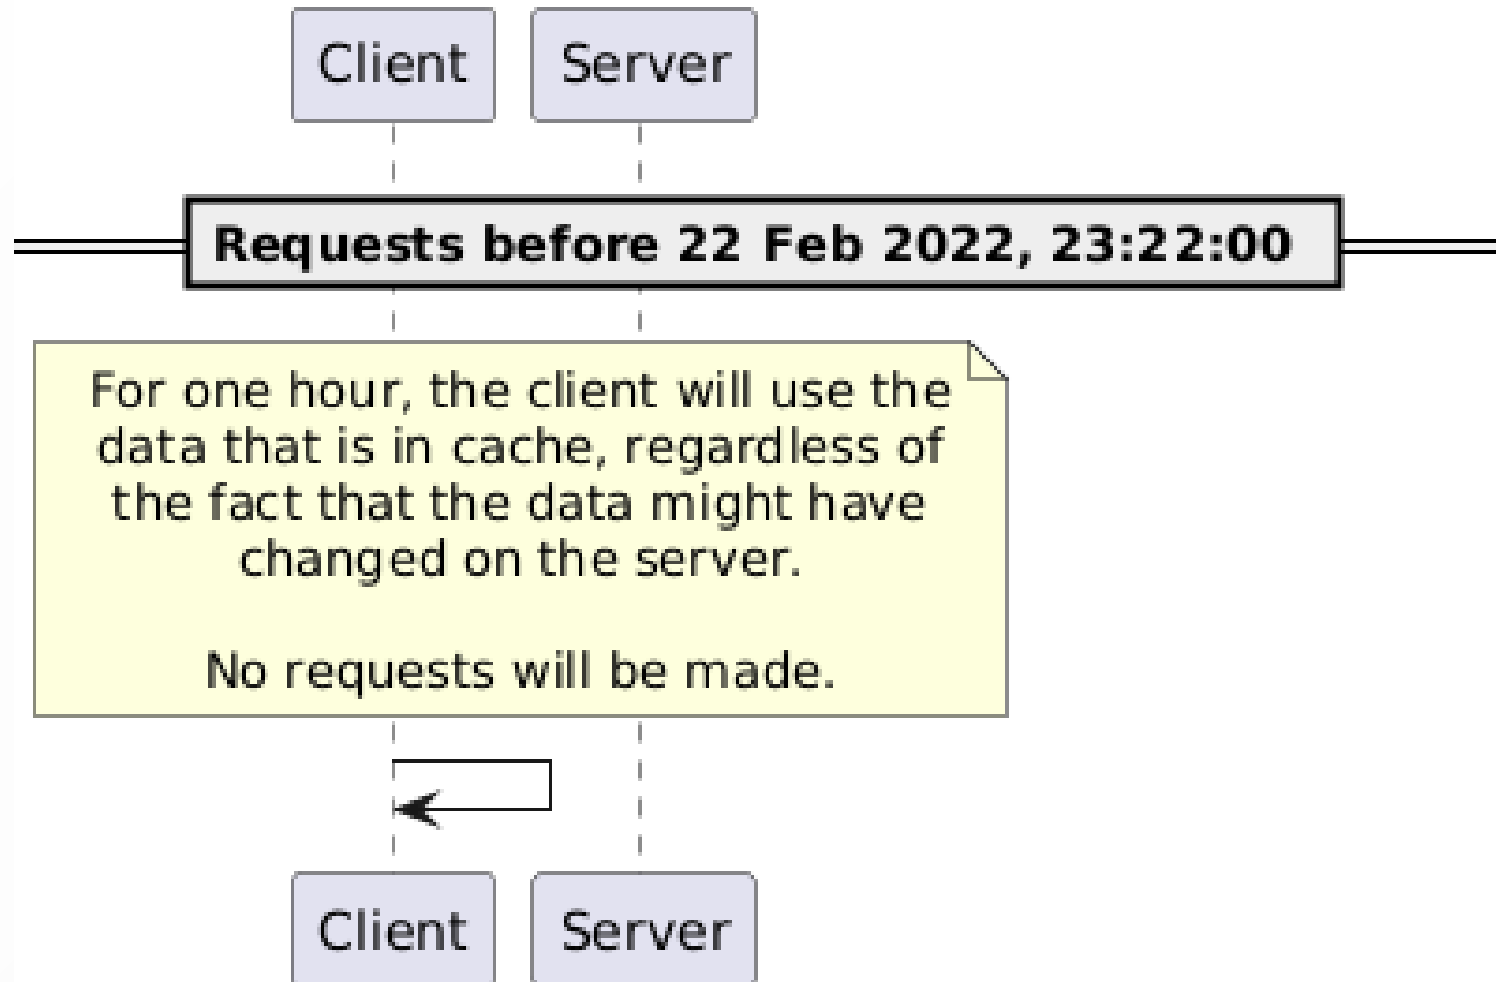 Client Server
Requests before 22 Feb 2022, 23:22:00
For one hour, the client will use the
data that is in cache, regardless of
the fact that the data might have
changed on the server.
No requests will be made.
Client Server